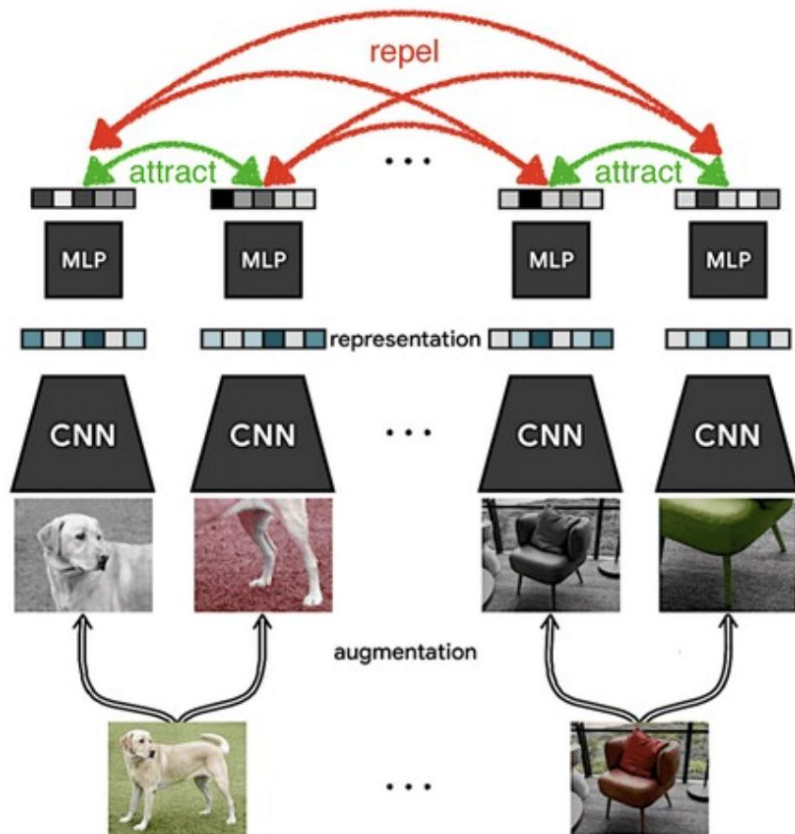 repel
attract
...
attract
MLP
MLP
MLP
MLP
representation
CNN
CNN
...
CNN
CNN
augmentation
...